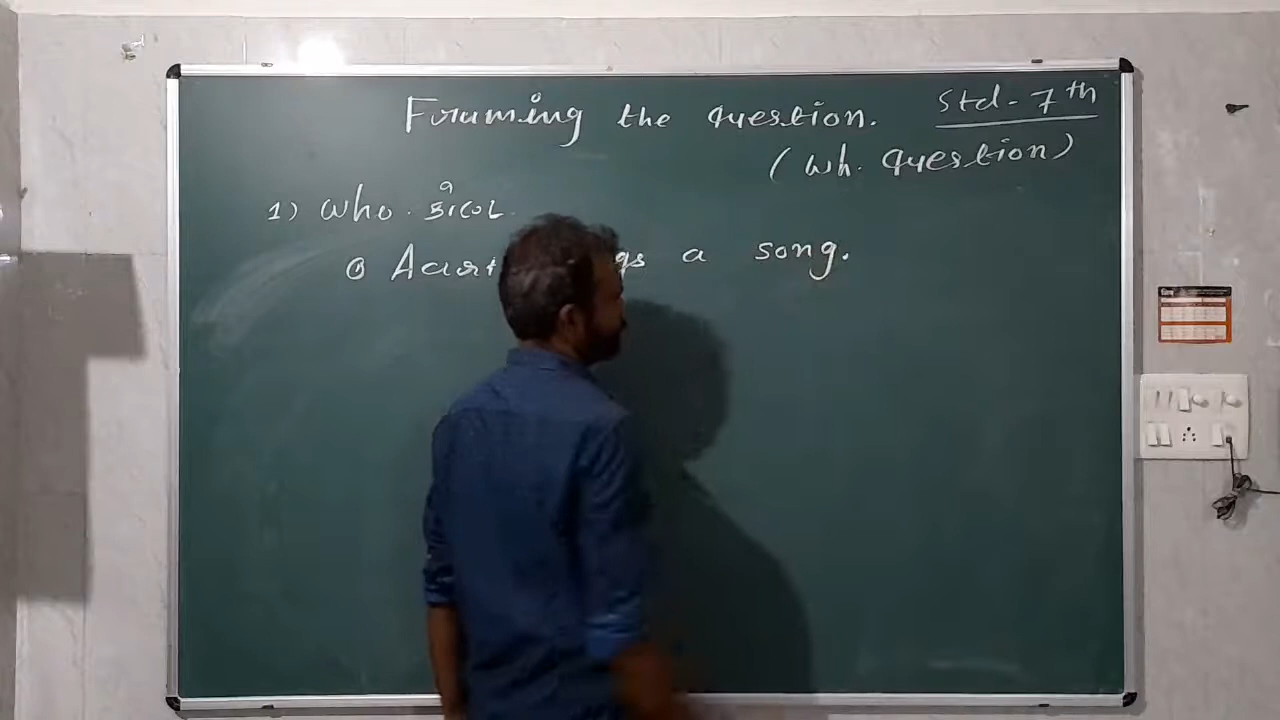 Framing the question. Std - 7th
(Wh. question)
1) Who.
a song.